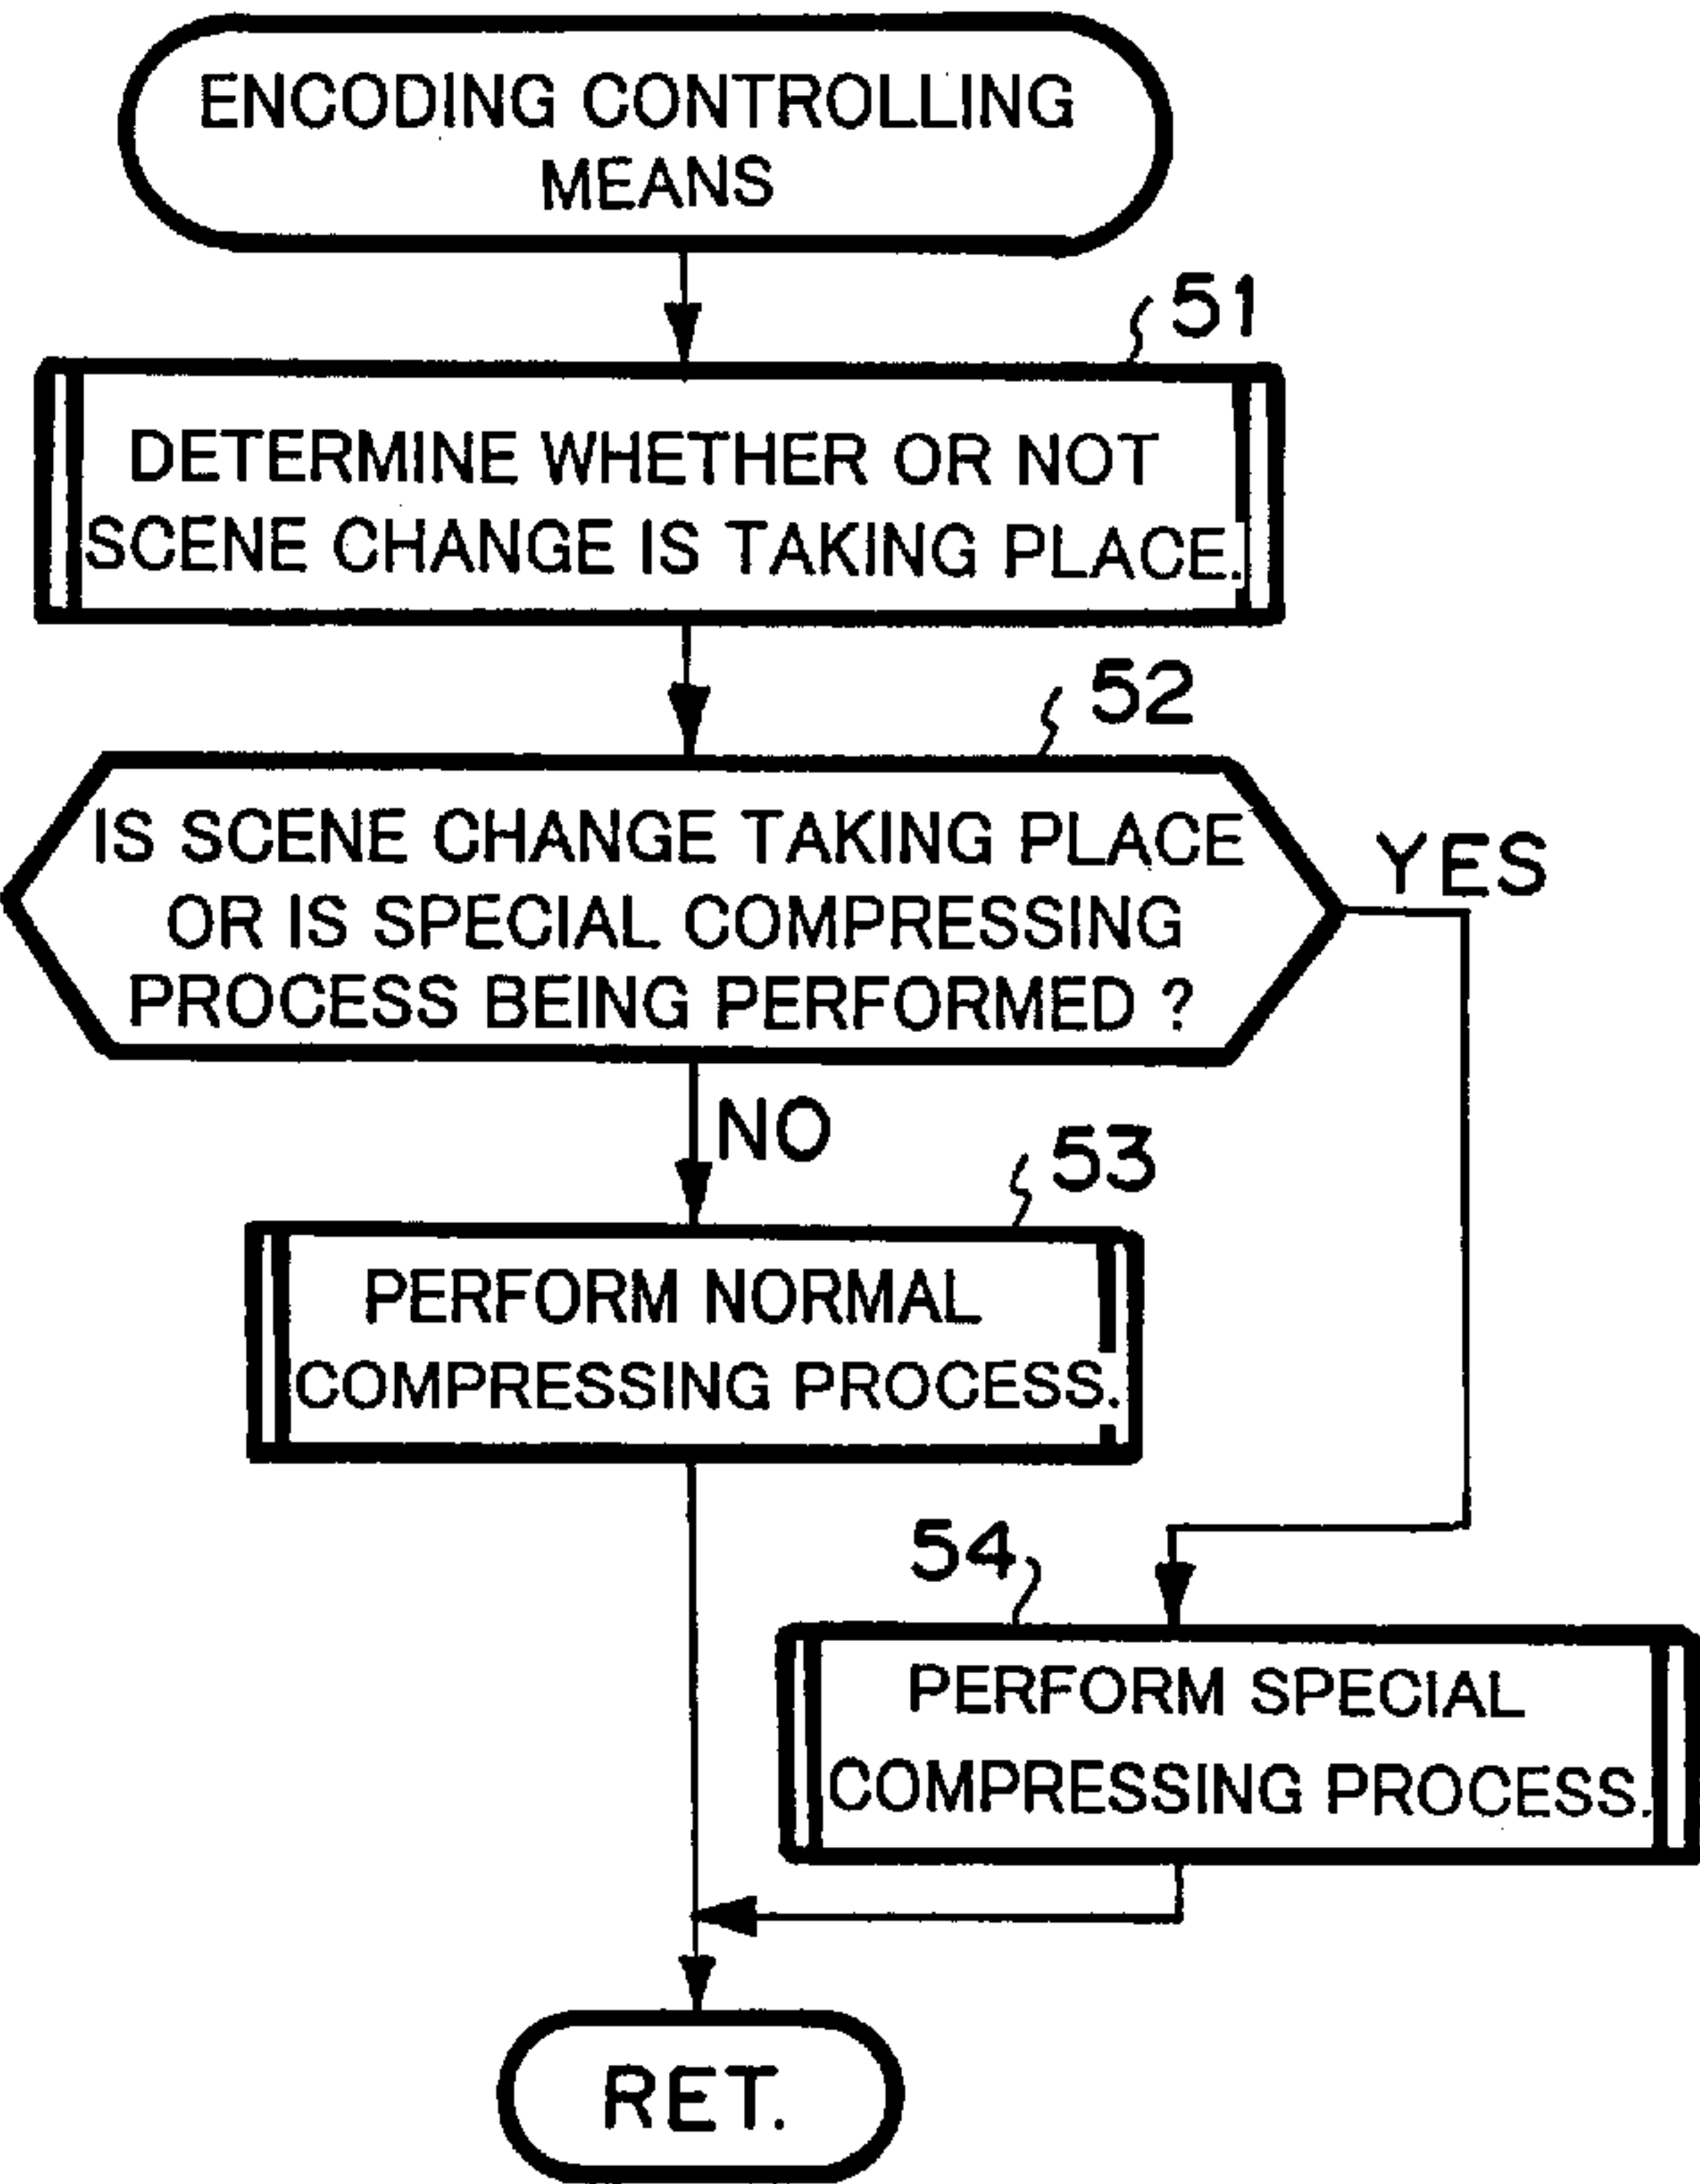 ENCODING CONTROLLING
MEANS
51
DETERMINE WHETHER OR NOT
SCENE CHANGE IS TAKING PLACE.
52
IS SCENE CHANGE TAKING PLACE
OR IS SPECIAL COMPRESSING
PROCESS BEING PERFORMED ?
YES
NO
53
PERFORM NORMAL
COMPRESSING PROCESS.
54
PERFORM SPECIAL
COMPRESSING PROCESS.
RET.